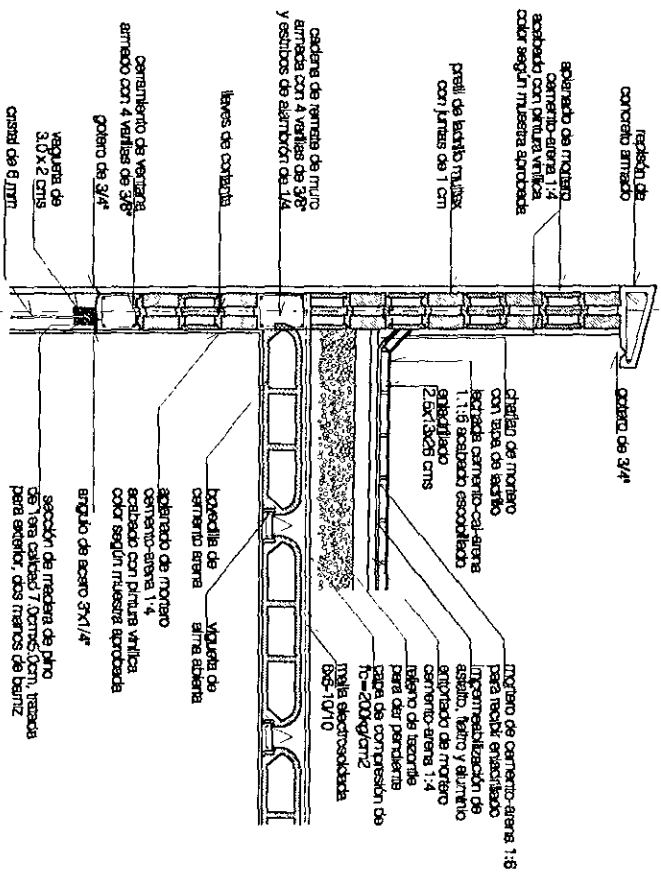 repisón de
concreto armado
aplanado de mortero
cemento-arena 1:4
acabado con pintura vinílica
color según muestra aprobada
pretil de ladrillo multex
con juntas de 1 cm
cadena de remate de muro
armada con 4 varillas de 3/8"
y estribos de alambrón de 1/4
llaves de contacto
cerramiento de ventana
armado con 4 varillas de 3/8"
gotero de 3/4"
vaqueta de
3.0x2 cms
cristal de 6 mm
gotero de 3/4"
chaflan de mortero
con tapa de ladrillo
lechada cemento-cal-arena
1:1:6 acabado escobillado
enladrillado
2.5x13x26 cms
mortero de cemento-arena 1:8
para recibir enladrillado
impermeabilización de
asfalto, fieltro y aluminio
entortado de mortero
cemento-arena 1:4
relleno de tezontle
para dar pendiente
capa de compresión de
f'c=200kg/cm2
malla electrosoldada
6x6-10/10
bovedilla de
cemento arena
vigueta de
alma abierta
aplanado de mortero
cemento-arena 1:4
acabado con pintura vinílica
color según muestra aprobada
angulo de acero 3"x1/4"
sección de madera de pino
de 1era calidad 7.0cmx5.0cm, tratada
para exterior, dos manos de barniz